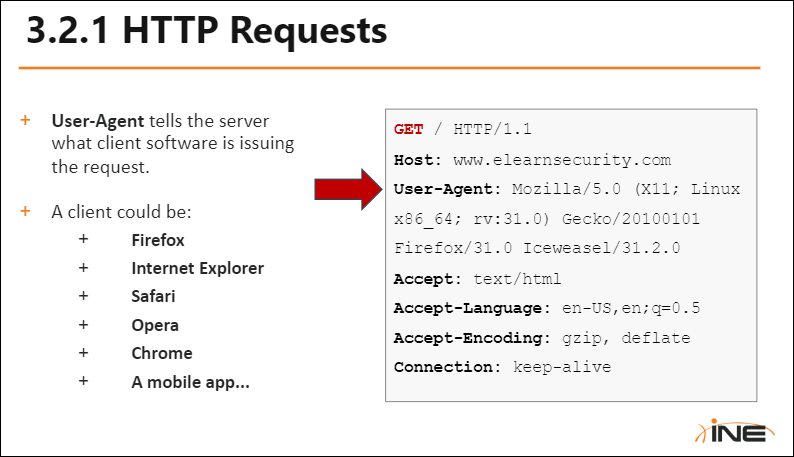 3.2.1 HTTP Requests
+ User-Agent tells the server
what client software is issuing
the request.
+ A client could be:
+ Firefox
+ Internet Explorer
+ Safari
+ Opera
+ Chrome
+ A mobile app...
GET / HTTP/1.1
Host: www.elearnsecurity.com
User-Agent: Mozilla/5.0 (X11; Linux
x86_64; rv:31.0) Gecko/20100101
Firefox/31.0 Iceweasel/31.2.0
Accept: text/html
Accept-Language: en-US,en;q=0.5
Accept-Encoding: gzip, deflate
Connection: keep-alive
INE